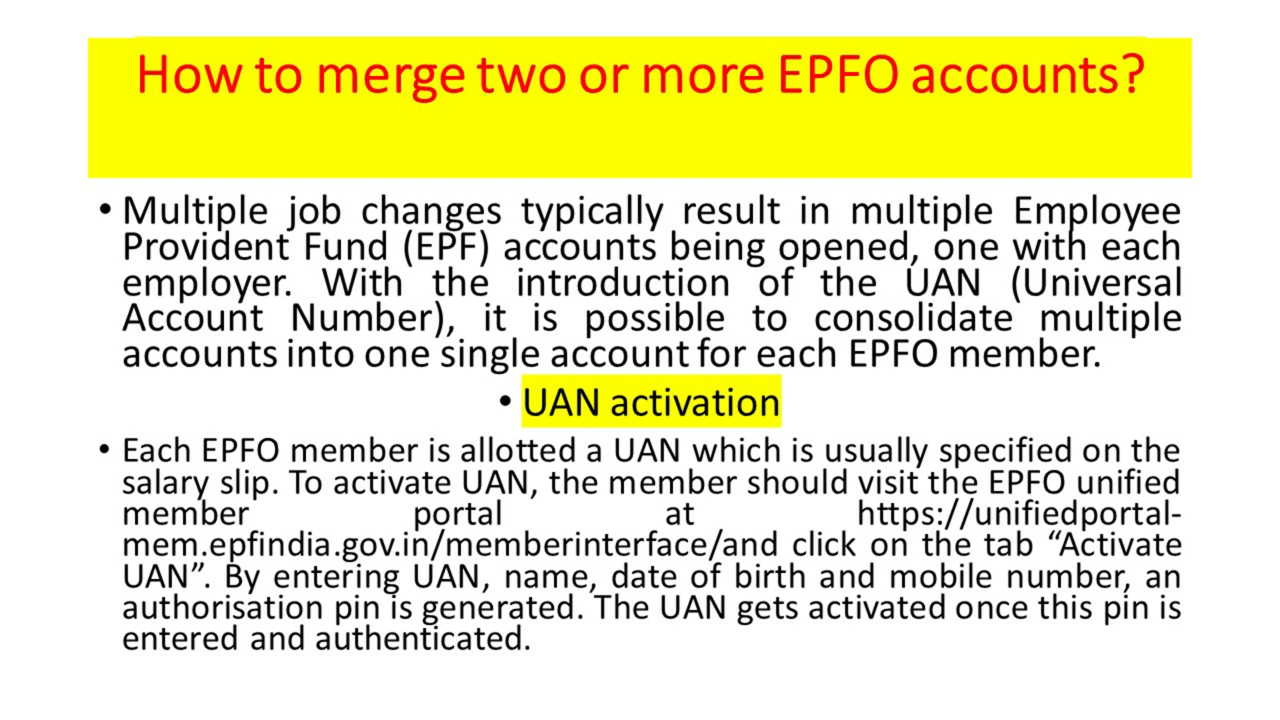 How to merge two or more EPFO accounts?
• Multiple job changes typically result in multiple Employee
Provident Fund (EPF) accounts being opened, one with each
employer. With the introduction of the UAN (Universal
Account Number), it is possible to consolidate multiple
accounts into one single account for each EPFO member.
• UAN activation
• Each EPFO member is allotted a UAN which is usually specified on the
salary slip. To activate UAN, the member should visit the EPFO unified
member portal at https://unifiedportal-
mem.epfindia.gov.in/memberinterface/and click on the tab “Activate
UAN”. By entering UAN, name, date of birth and mobile number, an
authorisation pin is generated. The UAN gets activated once this pin is
entered and authenticated.